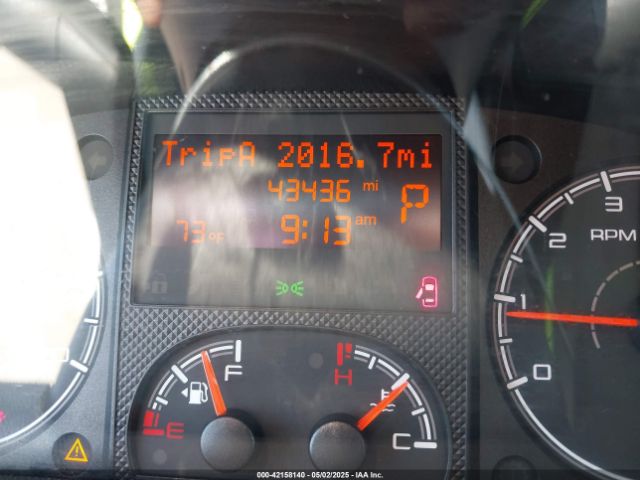 TripA 2016.7mi
43436 mi
P
73°F 9:13 am
3
2
RPM
1
0
F
H
E
C
00-42158140 - 05/02/2025 - IAA Inc.